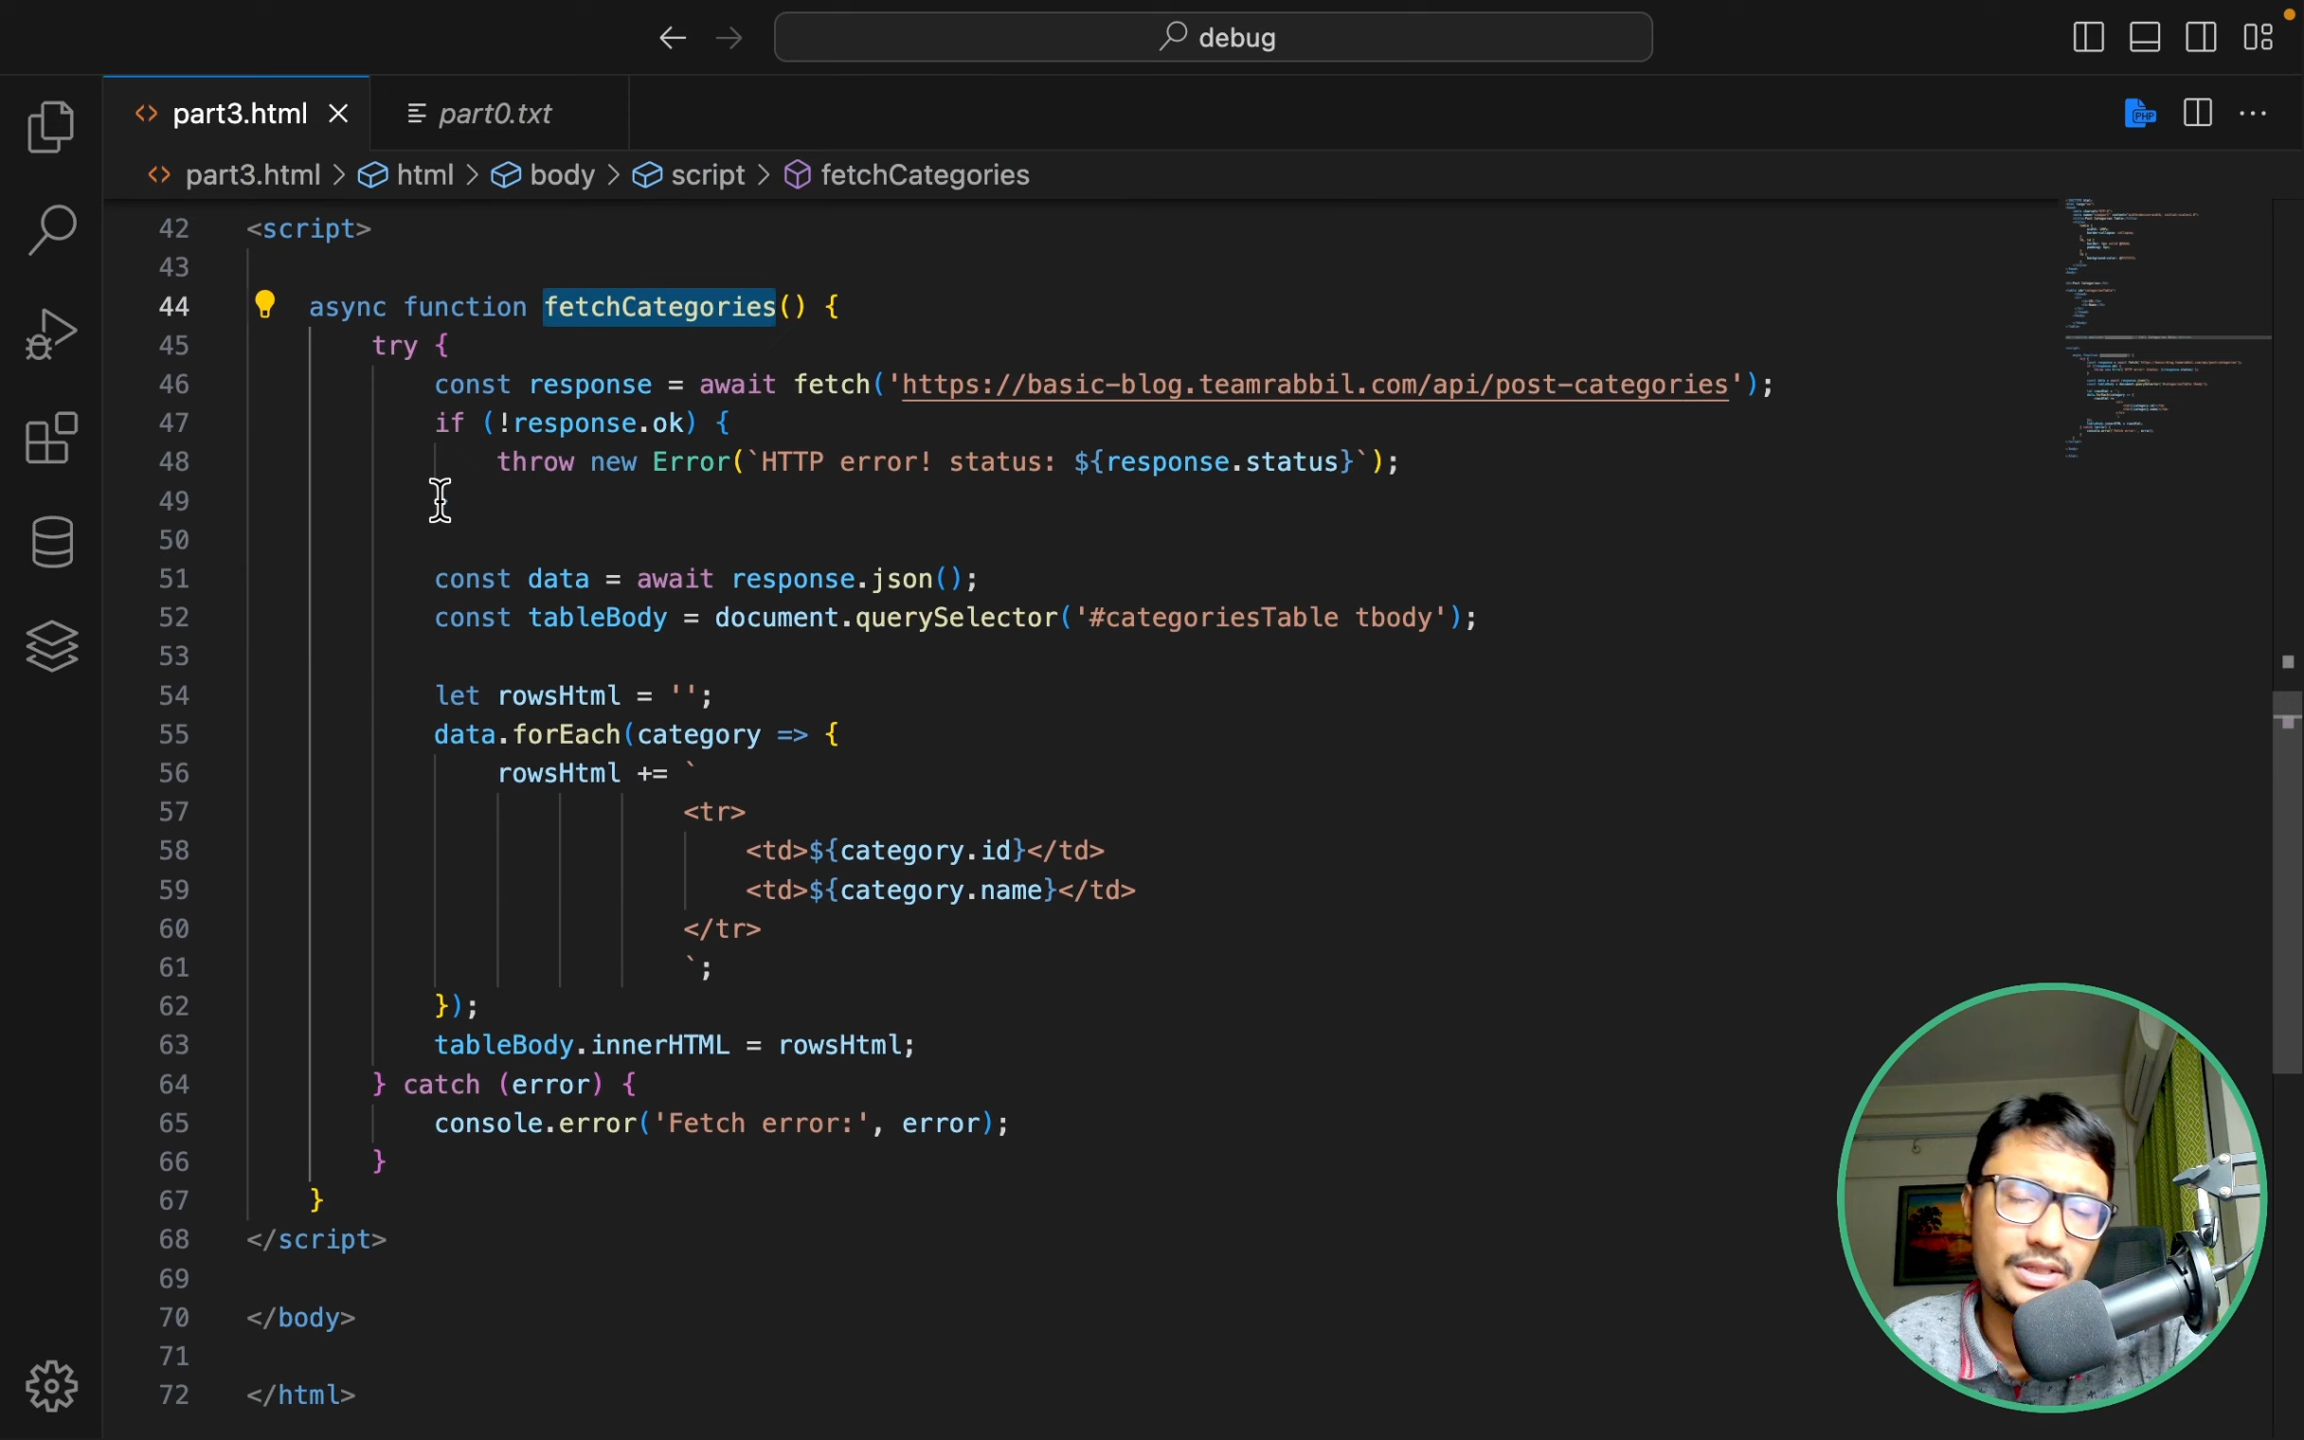 debug
part3.html
part0.txt
PHP
part3.html > html > body > script > fetchCategories
42 <script>
43
44 async function fetchCategories() {
45 try {
46 const response = await fetch('https://basic-blog.teamrabbil.com/api/post-categories');
47 if (!response.ok) {
48 throw new Error(`HTTP error! status: ${response.status}`);
49
50
51 const data = await response.json();
52 const tableBody = document.querySelector('#categoriesTable tbody');
53
54 let rowsHtml = '';
55 data.forEach(category => {
56 rowsHtml += `
57 <tr>
58 <td>${category.id}</td>
59 <td>${category.name}</td>
60 </tr>
61 `;
62 });
63 tableBody.innerHTML = rowsHtml;
64 } catch (error) {
65 console.error('Fetch error:', error);
66 }
67 }
68 </script>
69
70 </body>
71
72 </html>